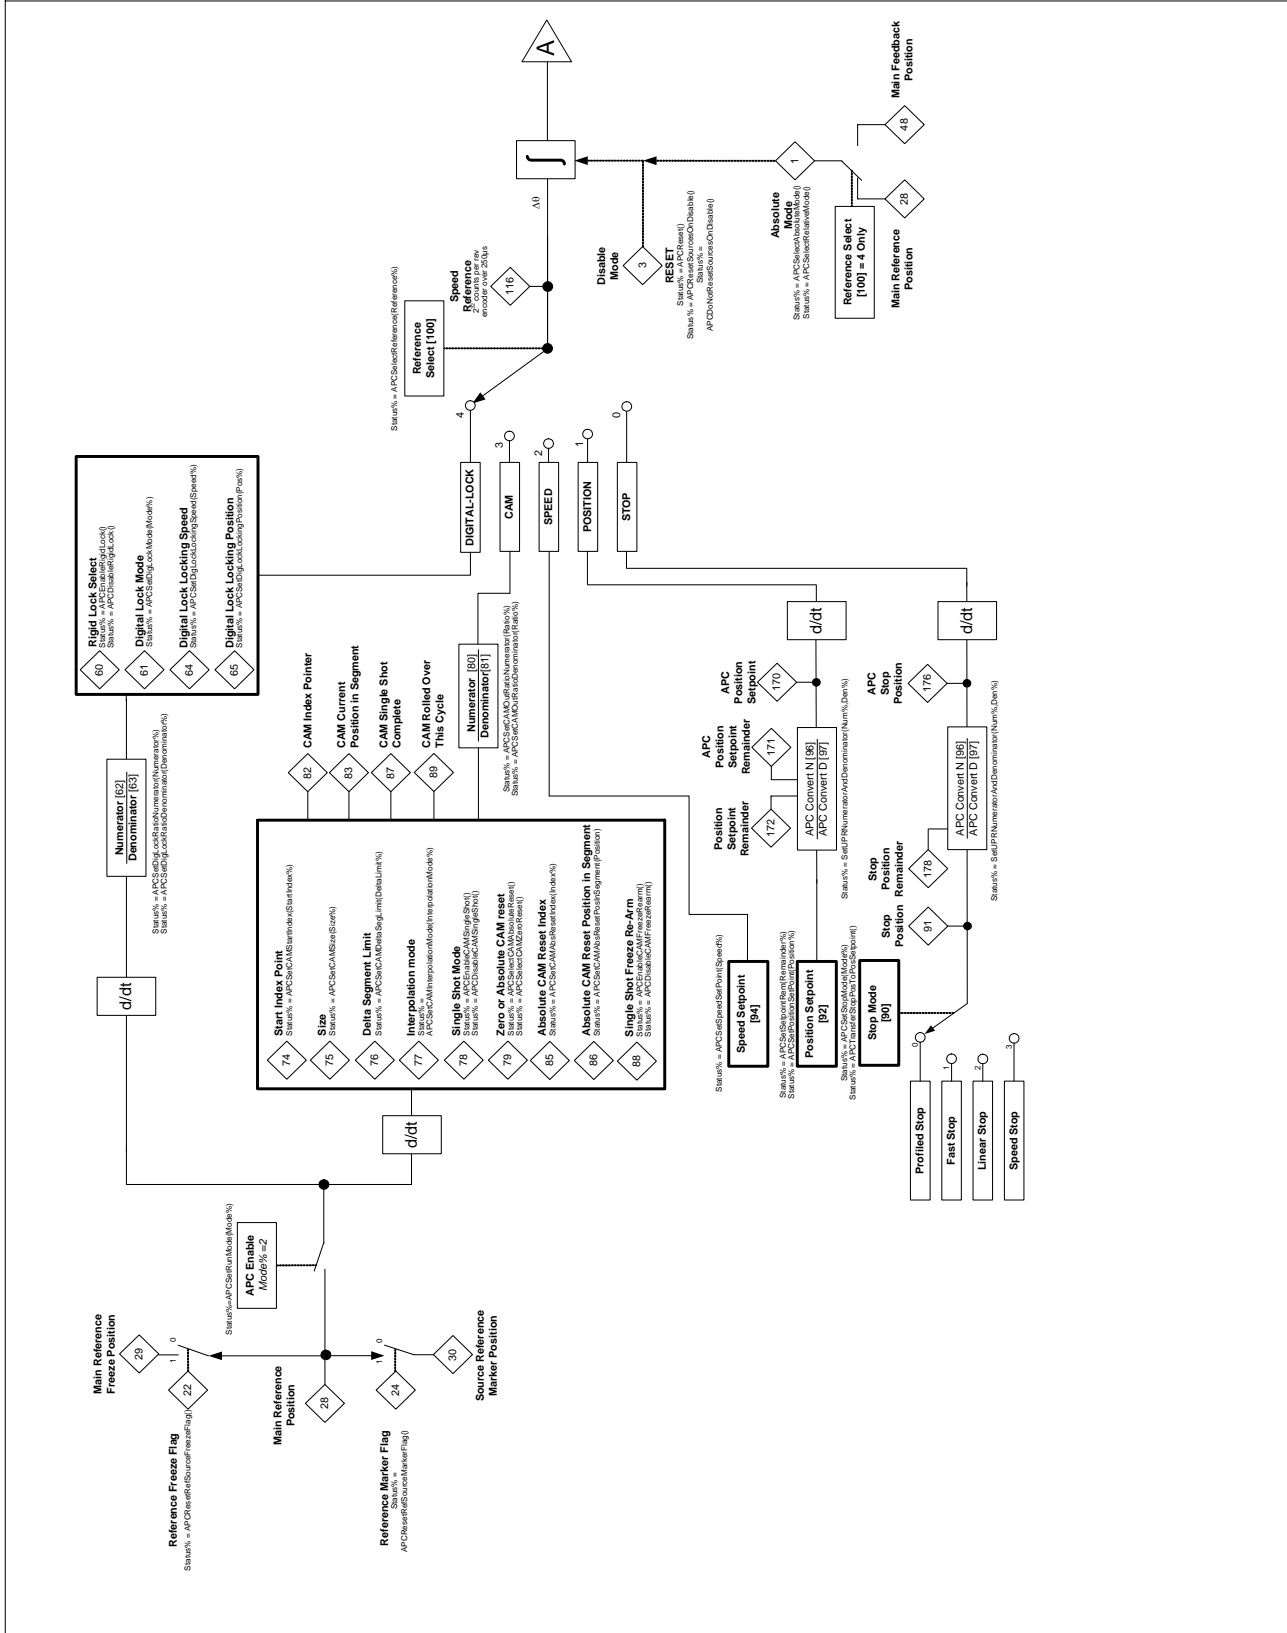 Main Reference
Freeze Position
29
1
0
22
Reference Freeze Flag
Status% = APCResetRefSourceFreezeFlag()
Main Reference
Position
28
1
0
24
Reference Marker Flag
Status% =
APCResetRefSourceMarkerFlag()
30
Source Reference
Marker Position
Status%=APCSetRunMode(Mode%)
APC Enable
Mode%=2
d/dt
d/dt
Numerator [62]
Denominator [63]
Status% = APCSetDigLockRatioNumerator(Numerator%)
Status% = APCSetDigLockRatioDenominator(Denominator%)
60
Rigid Lock Select
Status% = APCEnableRigidLock()
Status% = APCDisableRigidLock()
61
Digital Lock Mode
Status% = APCSetDigLockMode(Mode%)
64
Digital Lock Locking Speed
Status% = APCSetDigLockLockingSpeed(Speed%)
65
Digital Lock Locking Position
Status% = APCSetDigLockLockingPosition(Pos%)
74
Start Index Point
Status% = APCSetCAMStartIndex(StartIndex%)
75
Size
Status% = APCSetCAMSize(Size%)
76
Delta Segment Limit
Status% = APCSetCAMDeltaSegLimit(DeltaLimit%)
77
Interpolation mode
Status% =
APCSetCAMInterpolationMode(InterpolationMode%)
78
Single Shot Mode
Status% = APCEnableCAMSingleShot()
Status% = APCDisableCAMSingleShot()
79
Zero or Absolute CAM reset
Status% = APCSelectCAMAbsoluteReset()
Status% = APCSelectCAMZeroReset()
85
Absolute CAM Reset Index
Status% = APCSetCAMAbsResetIndex(Index%)
86
Absolute CAM Reset Position in Segment
Status% = APCSetCAMAbsResetPosInSegment(Position)
88
Single Shot Freeze Re-Arm
Status% = APCEnableCAMFreezeRearm()
Status% = APCDisableCAMFreezeRearm()
82
CAM Index Pointer
83
CAM Current
Position in Segment
87
CAM Single Shot
Complete
89
CAM Rolled Over
This Cycle
Numerator [80]
Denominator[81]
Status% = APCSetCAMOutRatioNumerator(Ratio%)
Status% = APCSetCAMOutRatioDenominator(Ratio%)
DIGITAL-LOCK
4
CAM
3
SPEED
2
POSITION
1
STOP
0
Status% = APCSelectReference(Reference%)
Reference
Select [100]
Speed
Reference
counts per rev
encoder over 250µs
116
Δθ
∫
A
Disable
Mode
3
RESET
Status% = APCReset()
Status% = APCResetSourcesOnDisable()
Status% =
APCDoNotResetSourcesOnDisable()
1
Absolute
Mode
Status% = APCSelectAbsoluteMode()
Status% = APCSelectRelativeMode()
Reference Select
[100] = 4 Only
28
Main Reference
Position
48
Main Feedback
Position
Status% = APCSetSpeedSetPoint(Speed%)
Speed Setpoint
[94]
Status% = APCSetSetpointRem(Remainder%)
Status% = APCSetPositionSetPoint(Position%)
Position Setpoint
[92]
Status% = APCSetStopMode(Mode%)
Status% = APCTransferStopPosToPosSetpoint()
Stop Mode
[90]
Position
Setpoint
Remainder
172
APC
Position
Setpoint
Remainder
171
APC
Position
Setpoint
170
APC Convert N [96]
APC Convert D [97]
Status% = SetUPRNumeratorAndDenominator(Num%,Den%)
d/dt
Stop
Position
91
Stop
Position
Remainder
178
APC
Stop
Position
176
APC Convert N [96]
APC Convert D [97]
Status% = SetUPRNumeratorAndDenominator(Num%,Den%)
d/dt
0
Profiled Stop
1
Fast Stop
2
Linear Stop
3
Speed Stop